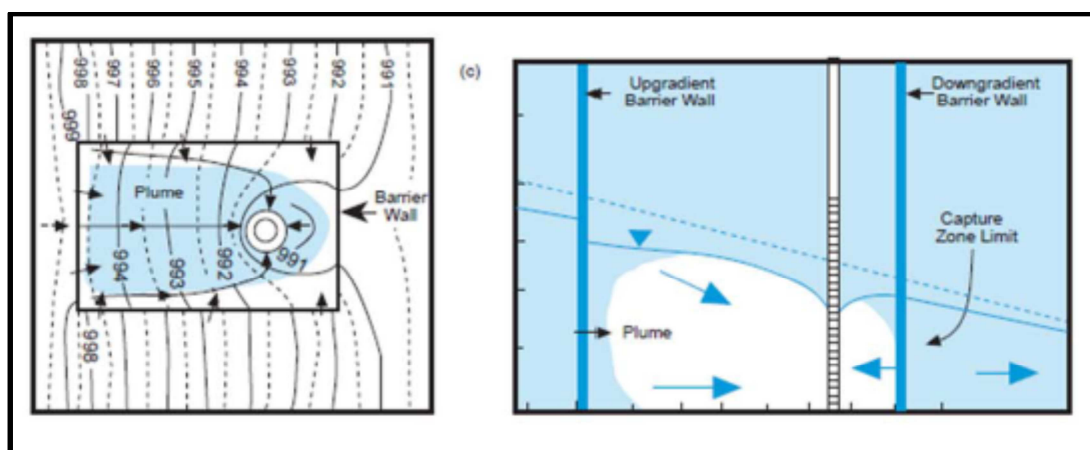 998
997
996
995
994
993
992
991
999
Plume
Barrier
Wall
994
993
992
991
998
(c)
Upgradient
Barrier Wall
Downgradient
Barrier Wall
Capture
Zone Limit
Plume